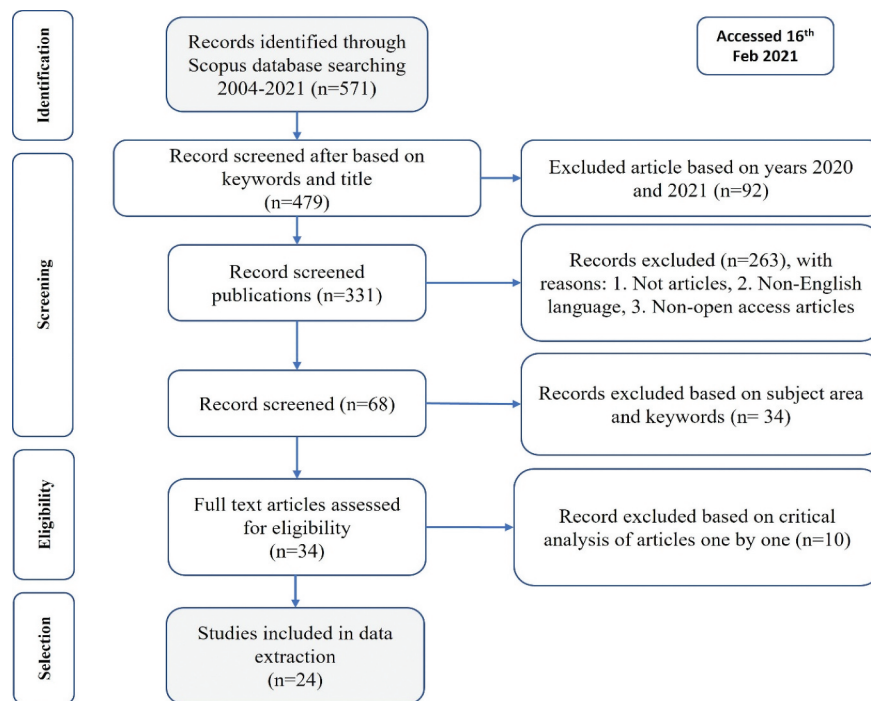 Identification
Records identified through
Scopus database searching
2004-2021 (n=571)
Accessed 16th
Feb 2021
Screening
Record screened after based on
keywords and title
(n=479)
Excluded article based on years 2020
and 2021 (n=92)
Record screened
publications (n=331)
Records excluded (n=263), with
reasons: 1. Not articles, 2. Non-English
language, 3. Non-open access articles
Record screened (n=68)
Records excluded based on subject area
and keywords (n= 34)
Eligibility
Full text articles assessed
for eligibility
(n=34)
Record excluded based on critical
analysis of articles one by one (n=10)
Selection
Studies included in data
extraction
(n=24)